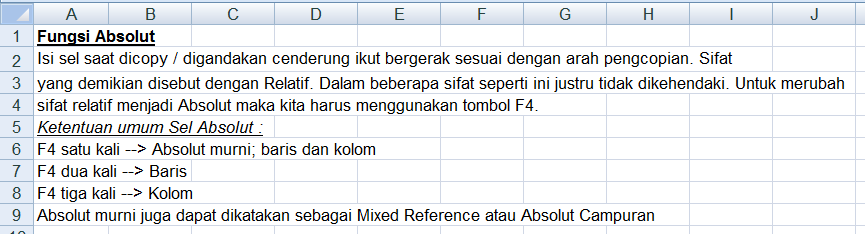 A B C D E F G H I J
1 Fungsi Absolut
2 Isi sel saat dicopy / digandakan cenderung ikut bergerak sesuai dengan arah pengcopian. Sifat
3 yang demikian disebut dengan Relatif. Dalam beberapa sifat seperti ini justru tidak dikehendaki. Untuk merubah
4 sifat relatif menjadi Absolut maka kita harus menggunakan tombol F4.
5 Ketentuan umum Sel Absolut :
6 F4 satu kali --> Absolut murni; baris dan kolom
7 F4 dua kali --> Baris
8 F4 tiga kali --> Kolom
9 Absolut murni juga dapat dikatakan sebagai Mixed Reference atau Absolut Campuran